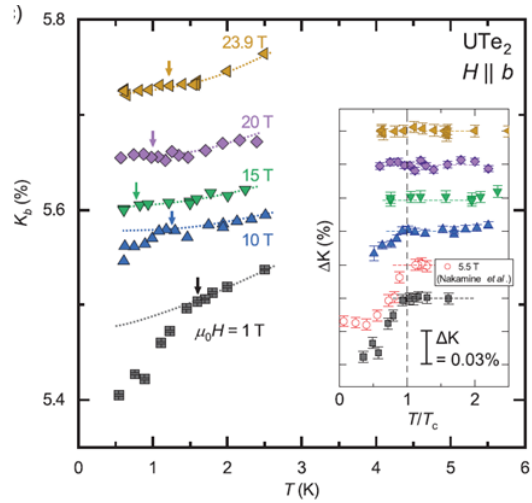 c)
UTe2
H || b
23.9 T
20 T
15 T
10 T
μ0H = 1 T
5.8
5.6
5.4
Kb (%)
0
1
2
3
4
5
6
T (K)
ΔK (%)
5.5 T
(Nakamine et al.)
ΔK
= 0.03%
0
1
2
T/Tc